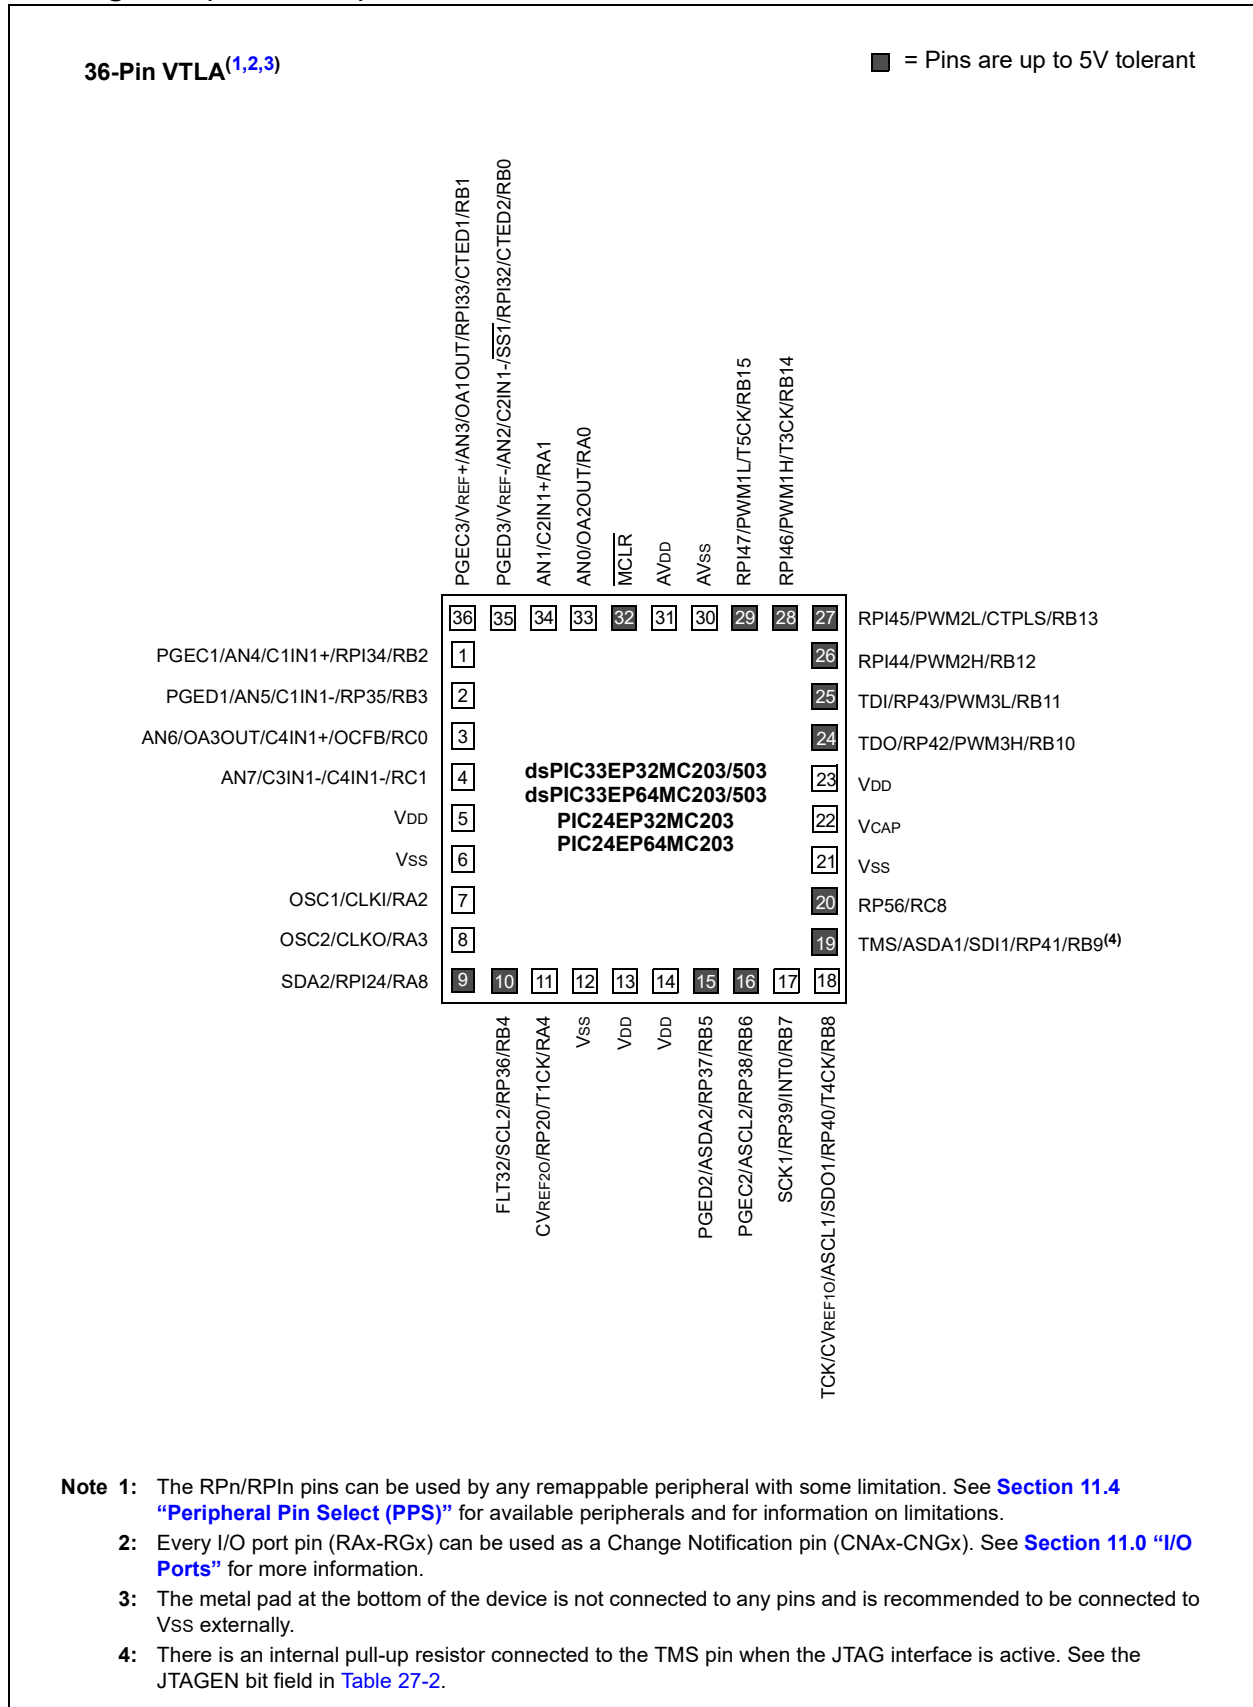 36-Pin VTLA(1,2,3)
= Pins are up to 5V tolerant
PGEC3/VREF+/AN3/OA1OUT/RPI33/CTED1/RB1
PGED3/VREF-/AN2/C2IN1-/SS1/RPI32/CTED2/RB0
AN1/C2IN1+/RA1
AN0/OA2OUT/RA0
MCLR
AVDD
AVSS
RPI47/PWM1L/T5CK/RB15
RPI46/PWM1H/T3CK/RB14
36 35 34 33 32 31 30 29 28 27 RPI45/PWM2L/CTPLS/RB13
PGEC1/AN4/C1IN1+/RPI34/RB2 1 26 RPI44/PWM2H/RB12
PGED1/AN5/C1IN1-/RP35/RB3 2 25 TDI/RP43/PWM3L/RB11
AN6/OA3OUT/C4IN1+/OCFB/RC0 3 24 TDO/RP42/PWM3H/RB10
AN7/C3IN1-/C4IN1-/RC1 4 23 VDD
dsPIC33EP32MC203/503
dsPIC33EP64MC203/503
PIC24EP32MC203
PIC24EP64MC203
VDD 5 22 VCAP
VSS 6 21 VSS
OSC1/CLKI/RA2 7 20 RP56/RC8
OSC2/CLKO/RA3 8 19 TMS/ASDA1/SDI1/RP41/RB9(4)
SDA2/RPI24/RA8 9 10 11 12 13 14 15 16 17 18
FLT32/SCL2/RP36/RB4
CVREF2O/RP20/T1CK/RA4
VSS
VDD
VDD
PGED2/ASDA2/RP37/RB5
PGEC2/ASCL2/RP38/RB6
SCK1/RP39/INT0/RB7
TCK/CVREF1O/ASCL1/SDO1/RP40/T4CK/RB8
Note 1: The RPn/RPIn pins can be used by any remappable peripheral with some limitation. See Section 11.4
“Peripheral Pin Select (PPS)” for available peripherals and for information on limitations.
2: Every I/O port pin (RAx-RGx) can be used as a Change Notification pin (CNAx-CNGx). See Section 11.0 “I/O
Ports” for more information.
3: The metal pad at the bottom of the device is not connected to any pins and is recommended to be connected to
VSS externally.
4: There is an internal pull-up resistor connected to the TMS pin when the JTAG interface is active. See the
JTAGEN bit field in Table 27-2.